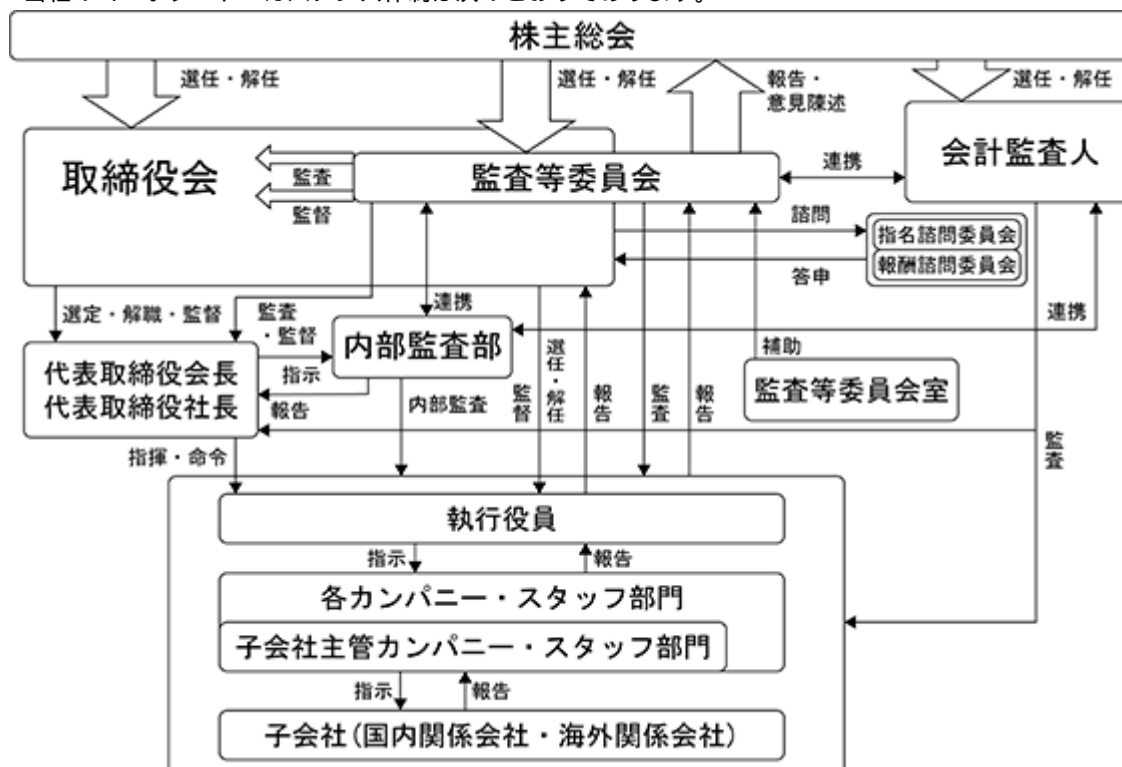 株主総会
選任・解任
選任・解任
報告・
意見陳述
選任・解任
取締役会
監査
監督
監査等委員会
連携
会計監査人
諮問
指名諮問委員会
報酬諮問委員会
答申
選定・解職・監督
監査
・監督
連携
内部監査部
連携
代表取締役会長
代表取締役社長
指示
報告
内部監査
監督
選任・解任
報告
監査
報告
補助
監査等委員会室
監査
指揮・命令
執行役員
指示
報告
各カンパニー・スタッフ部門
子会社主管カンパニー・スタッフ部門
指示
報告
子会社(国内関係会社・海外関係会社)